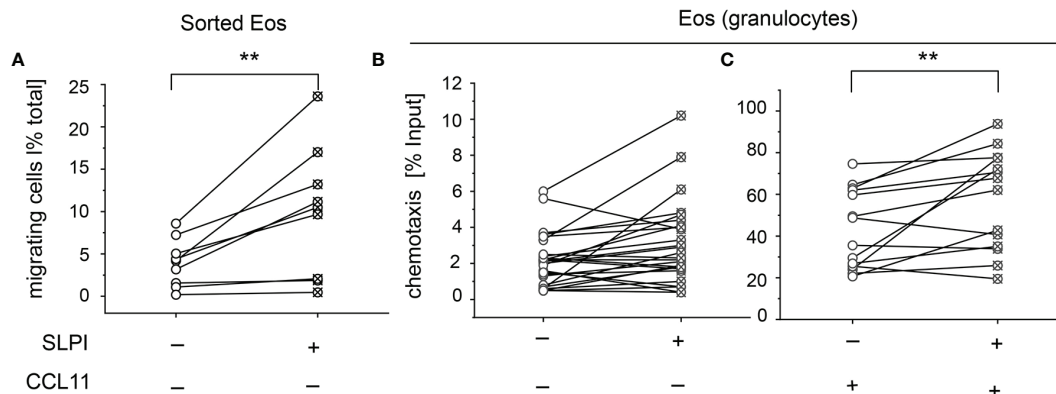 Sorted Eos
Eos (granulocytes)
A
**
migrating cells I% total]
25
20
15
10
5
0
B
chemotaxis [% Input]
12
10
8
6
4
2
0
C
**
100
80
60
40
20
0
SLPI − + − + − +
CCL11 − − − − + +